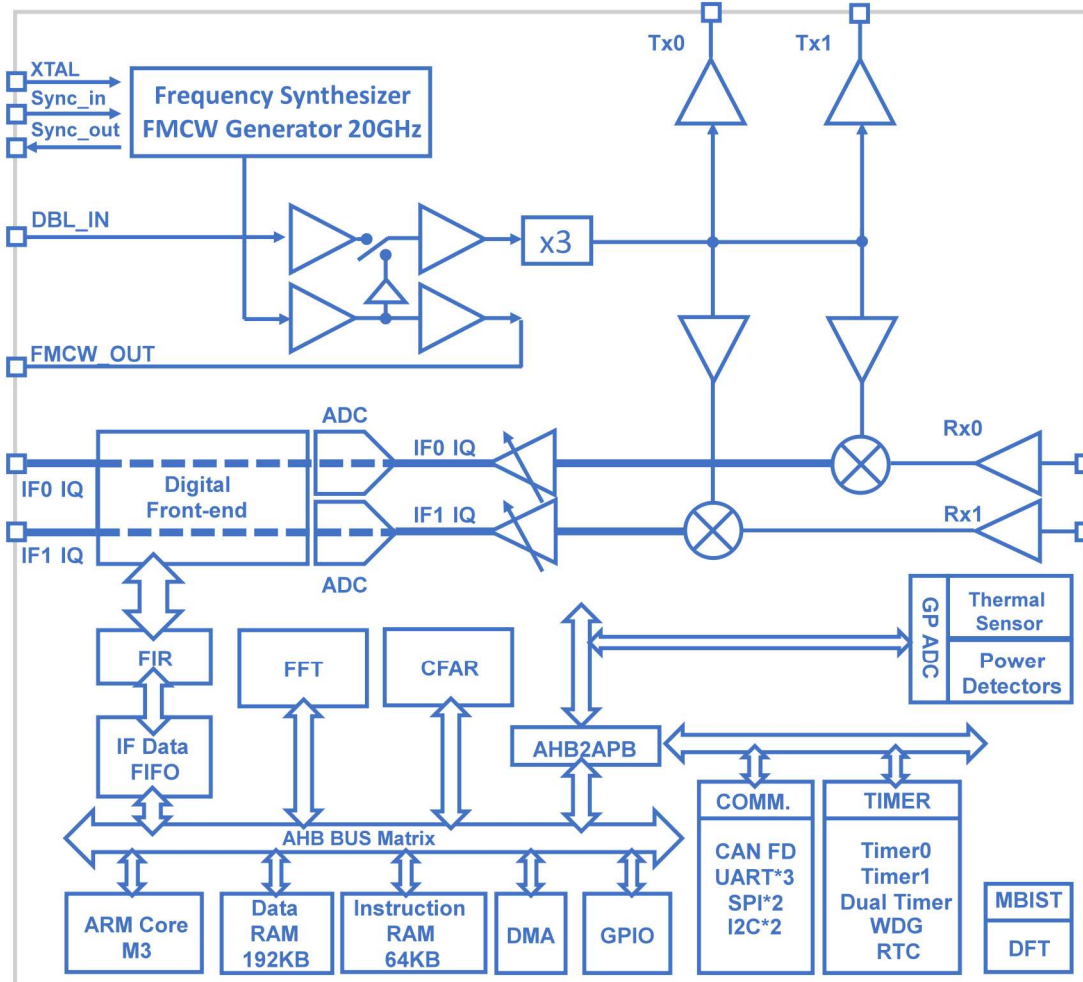 Tx0
Tx1
XTAL
Sync_in
Sync_out
Frequency Synthesizer
FMCW Generator 20GHz
DBL_IN
x3
FMCW_OUT
ADC
IF0 IQ
Rx0
IF0 IQ
Digital
Front-end
IF1 IQ
Rx1
IF1 IQ
ADC
GP ADC
Thermal
Sensor
Power
Detectors
FIR
FFT
CFAR
IF Data
FIFO
AHB2APB
AHB BUS Matrix
COMM.
CAN FD
UART*3
SPI*2
I2C*2
TIMER
Timer0
Timer1
Dual Timer
WDG
RTC
ARM Core
M3
Data
RAM
192KB
Instruction
RAM
64KB
DMA
GPIO
MBIST
DFT